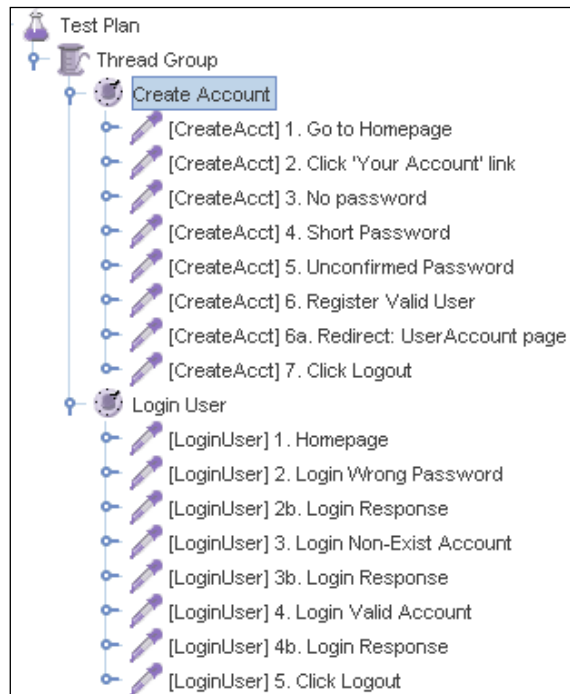 Test Plan
Thread Group
Create Account
[CreateAcct] 1. Go to Homepage
[CreateAcct] 2. Click 'Your Account' link
[CreateAcct] 3. No password
[CreateAcct] 4. Short Password
[CreateAcct] 5. Unconfirmed Password
[CreateAcct] 6. Register Valid User
[CreateAcct] 6a. Redirect: UserAccount page
[CreateAcct] 7. Click Logout
Login User
[LoginUser] 1. Homepage
[LoginUser] 2. Login Wrong Password
[LoginUser] 2b. Login Response
[LoginUser] 3. Login Non-Exist Account
[LoginUser] 3b. Login Response
[LoginUser] 4. Login Valid Account
[LoginUser] 4b. Login Response
[LoginUser] 5. Click Logout